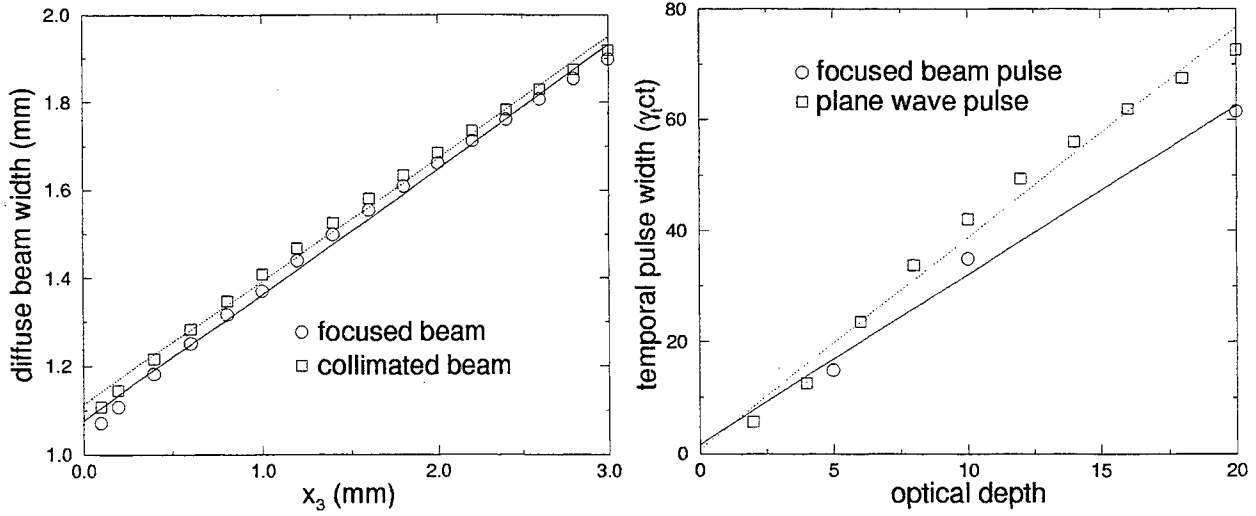 diffuse beam width (mm)
2.0
1.8
1.6
1.4
1.2
1.0
focused beam
collimated beam
0.0
1.0
2.0
3.0
x₃ (mm)
temporal pulse width (γₜct)
80
60
40
20
0
focused beam pulse
plane wave pulse
0
5
10
15
20
optical depth